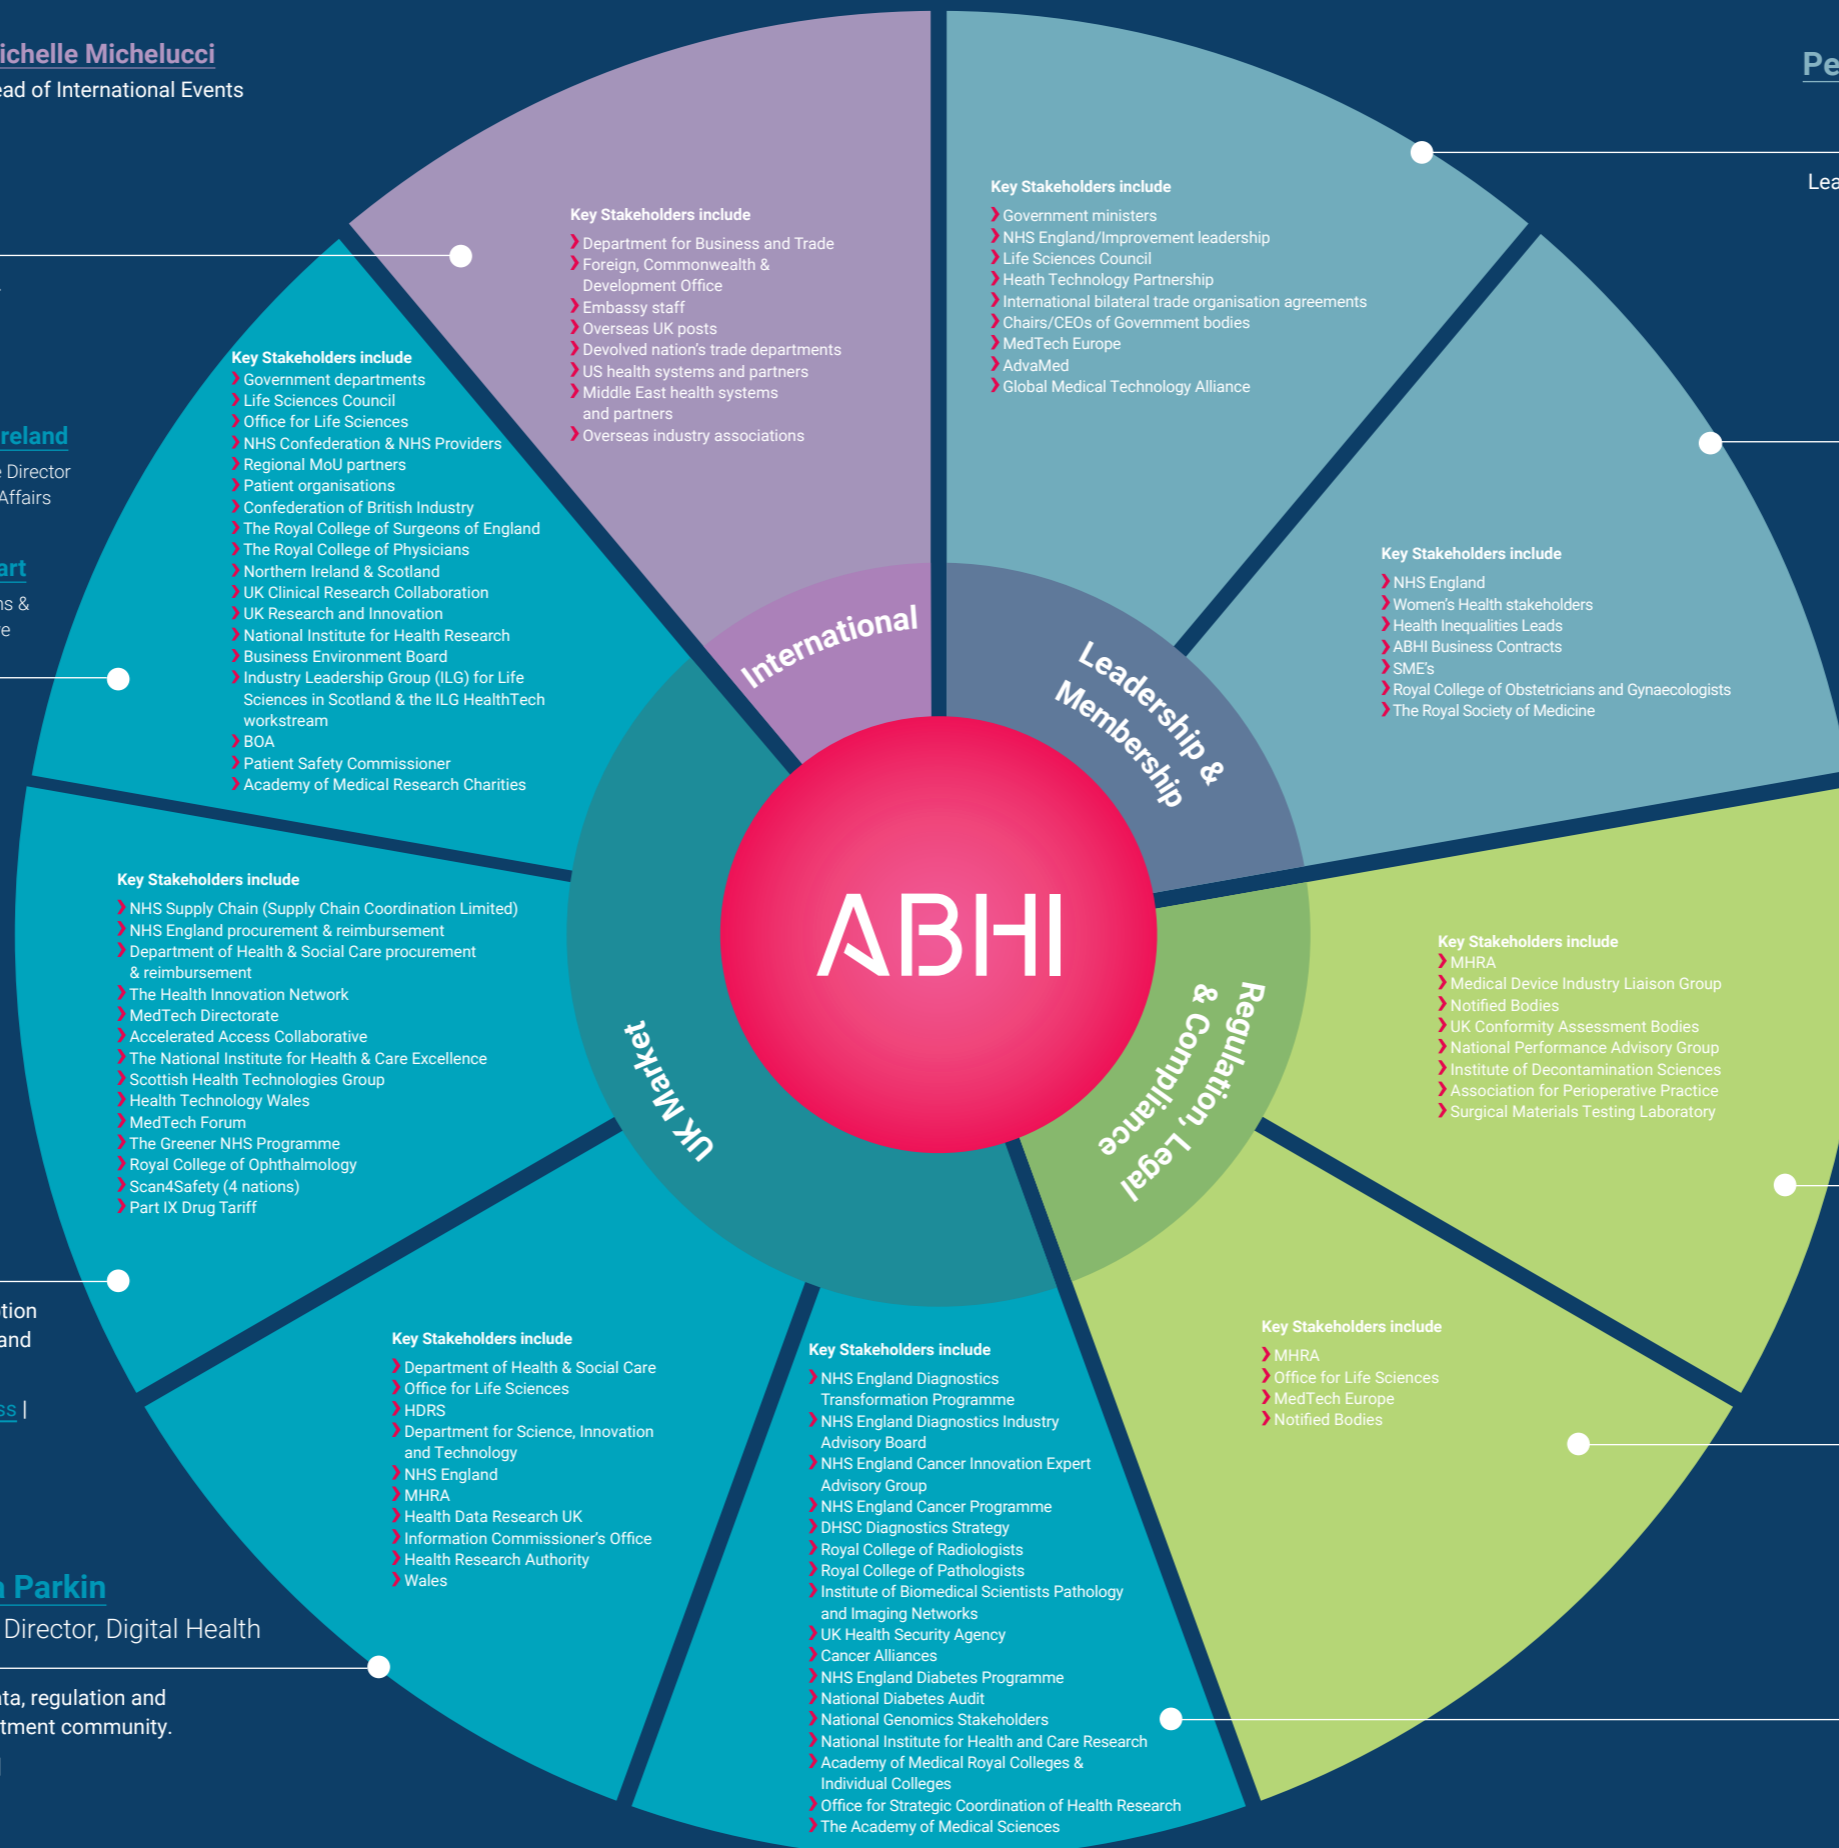 ichelle Michelucci
ead of International Events
Pe
Lea
Key Stakeholders include
Department for Business and Trade
Foreign, Commonwealth &
Development Office
Embassy staff
Overseas UK posts
Devolved nation's trade departments
US health systems and partners
Middle East health systems
and partners
Overseas industry associations
Key Stakeholders include
Government ministers
NHS England/Improvement leadership
Life Sciences Council
Heath Technology Partnership
International bilateral trade organisation agreements
Chairs/CEOs of Government bodies
MedTech Europe
AdvaMed
Global Medical Technology Alliance
reland
e Director
Affairs
art
ns &
e
Key Stakeholders include
Government departments
Life Sciences Council
Office for Life Sciences
NHS Confederation & NHS Providers
Regional MoU partners
Patient organisations
Confederation of British Industry
The Royal College of Surgeons of England
The Royal College of Physicians
Northern Ireland & Scotland
UK Clinical Research Collaboration
UK Research and Innovation
National Institute for Health Research
Business Environment Board
Industry Leadership Group (ILG) for Life
Sciences in Scotland & the ILG HealthTech
workstream
BOA
Patient Safety Commissioner
Academy of Medical Research Charities
Key Stakeholders include
NHS England
Women's Health stakeholders
Health Inequalities Leads
ABHI Business Contracts
SME's
Royal College of Obstetricians and Gynaecologists
The Royal Society of Medicine
International
Leadership &
Membership
ABHI
UK Market
Regulation, Legal
& Compliance
Key Stakeholders include
NHS Supply Chain (Supply Chain Coordination Limited)
NHS England procurement & reimbursement
Department of Health & Social Care procurement
& reimbursement
The Health Innovation Network
MedTech Directorate
Accelerated Access Collaborative
The National Institute for Health & Care Excellence
Scottish Health Technologies Group
Health Technology Wales
MedTech Forum
The Greener NHS Programme
Royal College of Ophthalmology
Scan4Safety (4 nations)
Part IX Drug Tariff
Key Stakeholders include
MHRA
Medical Device Industry Liaison Group
Notified Bodies
UK Conformity Assessment Bodies
National Performance Advisory Group
Institute of Decontamination Sciences
Association for Perioperative Practice
Surgical Materials Testing Laboratory
tion
and
ss |
Key Stakeholders include
Department of Health & Social Care
Office for Life Sciences
HDRS
Department for Science, Innovation
and Technology
NHS England
MHRA
Health Data Research UK
Information Commissioner's Office
Health Research Authority
Wales
Key Stakeholders include
NHS England Diagnostics
Transformation Programme
NHS England Diagnostics Industry
Advisory Board
NHS England Cancer Innovation Expert
Advisory Group
NHS England Cancer Programme
DHSC Diagnostics Strategy
Royal College of Radiologists
Royal College of Pathologists
Institute of Biomedical Scientists Pathology
and Imaging Networks
UK Health Security Agency
Cancer Alliances
NHS England Diabetes Programme
National Diabetes Audit
National Genomics Stakeholders
National Institute for Health and Care Research
Academy of Medical Royal Colleges &
Individual Colleges
Office for Strategic Coordination of Health Research
The Academy of Medical Sciences
Key Stakeholders include
MHRA
Office for Life Sciences
MedTech Europe
Notified Bodies
a Parkin
Director, Digital Health
ata, regulation and
tment community.
|